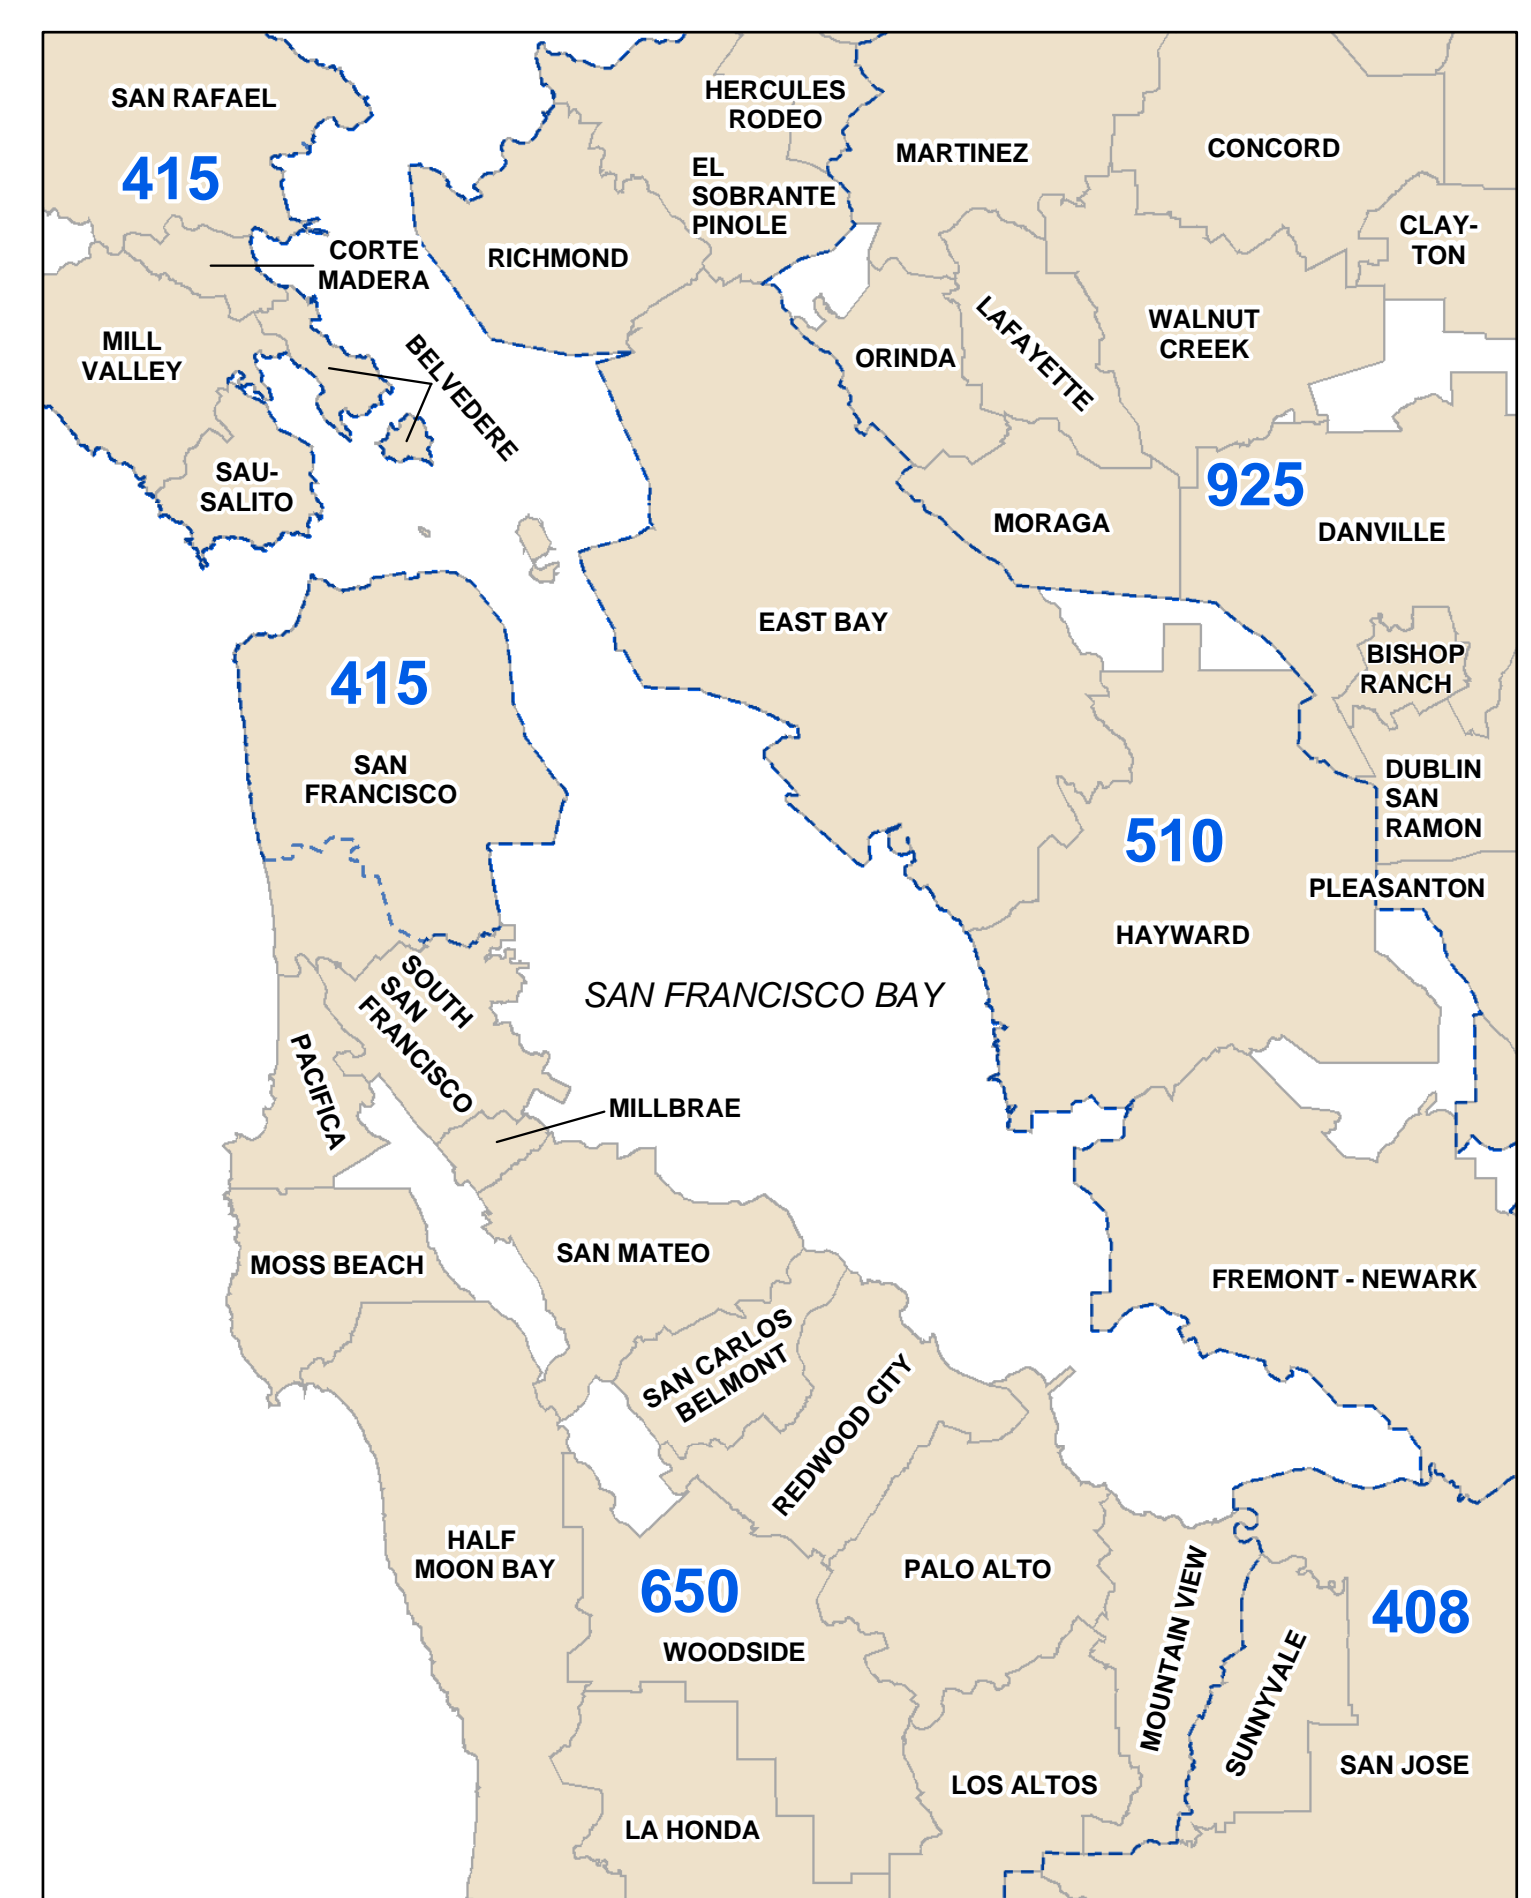 SAN RAFAEL
415
HERCULES
RODEO
MARTINEZ
CONCORD
EL
SOBRANTE
PINOLE
CLAY-
TON
CORTE
MADERA
RICHMOND
MILL
VALLEY
BELVEDERE
ORINDA
LAFAYETTE
WALNUT
CREEK
SAU-
SALITO
925
MORAGA
DANVILLE
EAST BAY
415
SAN
FRANCISCO
BISHOP
RANCH
DUBLIN
SAN
RAMON
510
PLEASANTON
HAYWARD
SOUTH
SAN
FRANCISCO
SAN FRANCISCO BAY
PACIFICA
MILLBRAE
MOSS BEACH
SAN MATEO
FREMONT - NEWARK
SAN CARLOS
BELMONT
REDWOOD CITY
HALF
MOON BAY
650
WOODSIDE
PALO ALTO
MOUNTAIN VIEW
408
SUNNYVALE
SAN JOSE
LOS ALTOS
LA HONDA